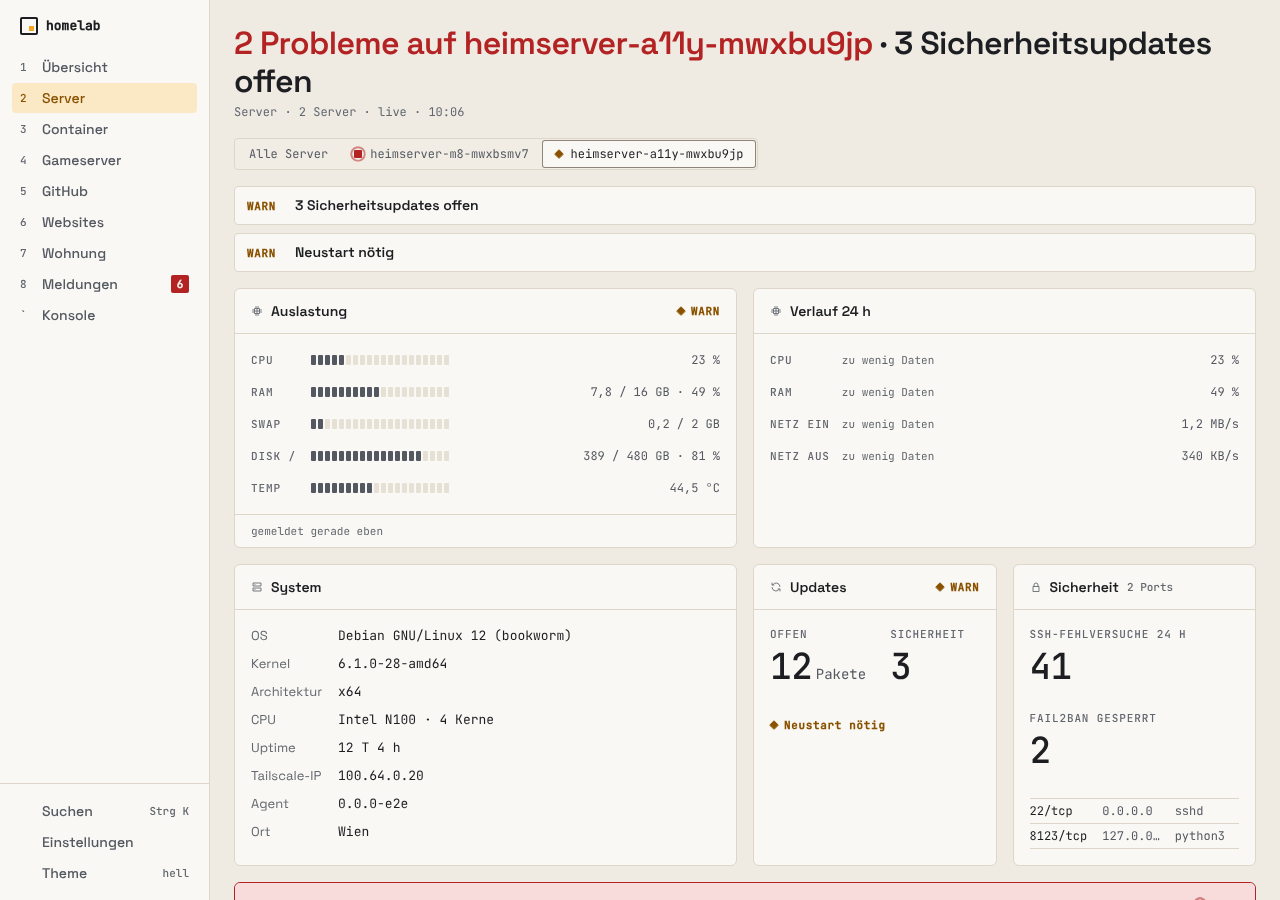 homelab
1 Übersicht
2 Server
3 Container
4 Gameserver
5 GitHub
6 Websites
7 Wohnung
8 Meldungen 6
` Konsole
Suchen Strg K
Einstellungen
Theme hell
2 Probleme auf heimserver-a11y-mwxbu9jp · 3 Sicherheitsupdates
offen
Server · 2 Server · live · 10:06
Alle Server heimserver-m8-mwxbsmv7 heimserver-a11y-mwxbu9jp
WARN 3 Sicherheitsupdates offen
WARN Neustart nötig
Auslastung WARN
CPU 23 %
RAM 7,8 / 16 GB · 49 %
SWAP 0,2 / 2 GB
DISK / 389 / 480 GB · 81 %
TEMP 44,5 °C
gemeldet gerade eben
Verlauf 24 h
CPU zu wenig Daten 23 %
RAM zu wenig Daten 49 %
NETZ EIN zu wenig Daten 1,2 MB/s
NETZ AUS zu wenig Daten 340 KB/s
System
OS Debian GNU/Linux 12 (bookworm)
Kernel 6.1.0-28-amd64
Architektur x64
CPU Intel N100 · 4 Kerne
Uptime 12 T 4 h
Tailscale-IP 100.64.0.20
Agent 0.0.0-e2e
Ort Wien
Updates WARN
OFFEN SICHERHEIT
12 Pakete 3
Neustart nötig
Sicherheit 2 Ports
SSH-FEHLVERSUCHE 24 H
41
FAIL2BAN GESPERRT
2
22/tcp 0.0.0.0 sshd
8123/tcp 127.0.0… python3